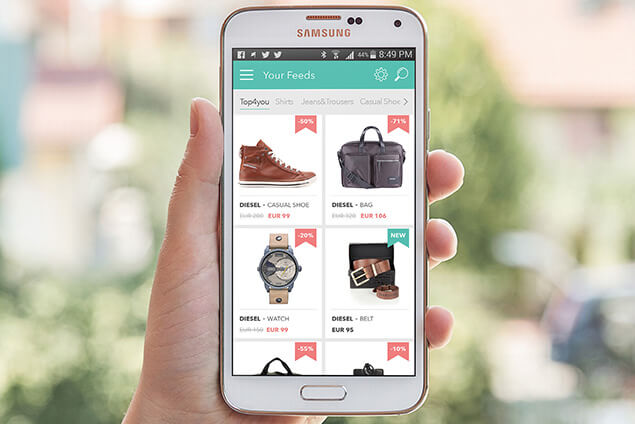 SAMSUNG
44% 8:49 PM
Your Feeds
Top4you Shirts Jeans&Trousers Casual Shoe
-50%
-71%
DIESEL - CASUAL SHOE
EUR 200 EUR 99
DIESEL - BAG
EUR 320 EUR 106
-20%
NEW
DIESEL - WATCH
EUR 150 EUR 99
DIESEL - BELT
EUR 95
-55%
-10%